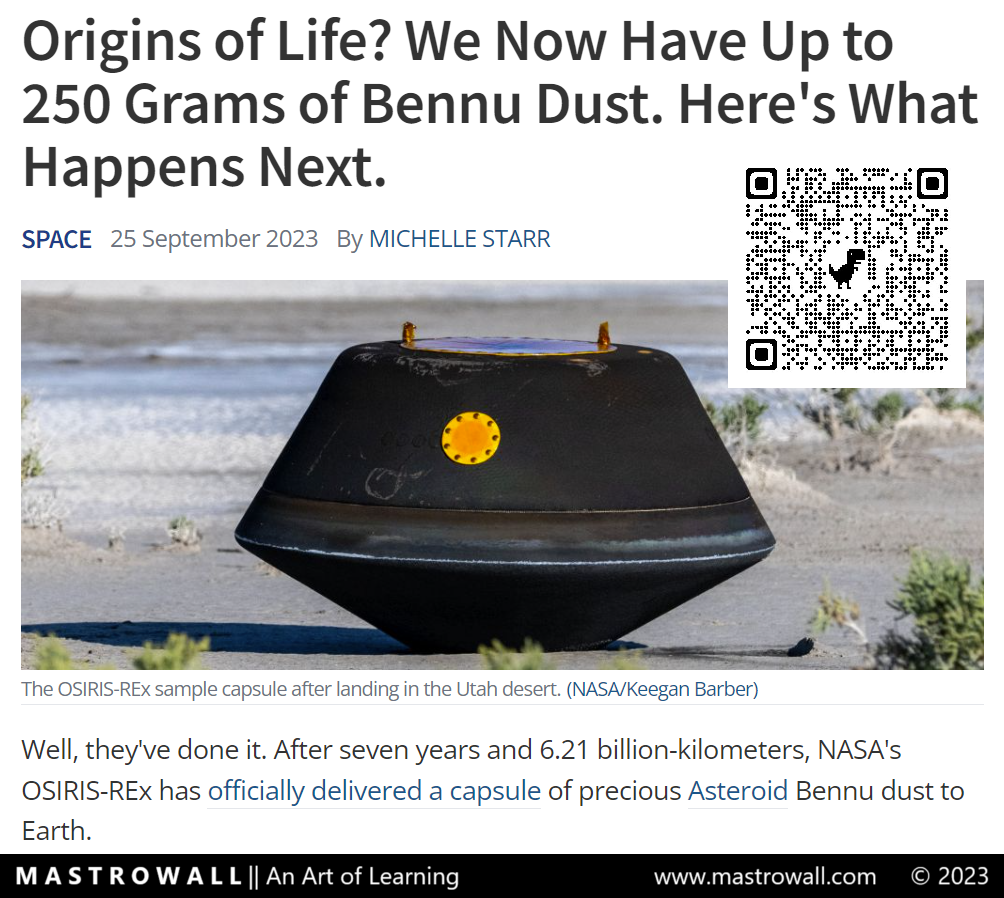 Origins of Life? We Now Have Up to
250 Grams of Bennu Dust. Here's What
Happens Next.
SPACE 25 September 2023 By MICHELLE STARR
The OSIRIS-REx sample capsule after landing in the Utah desert. (NASA/Keegan Barber)
Well, they've done it. After seven years and 6.21 billion-kilometers, NASA's
OSIRIS-REx has officially delivered a capsule of precious Asteroid Bennu dust to
Earth.
MASTROWALL || An Art of Learning www.mastrowall.com © 2023